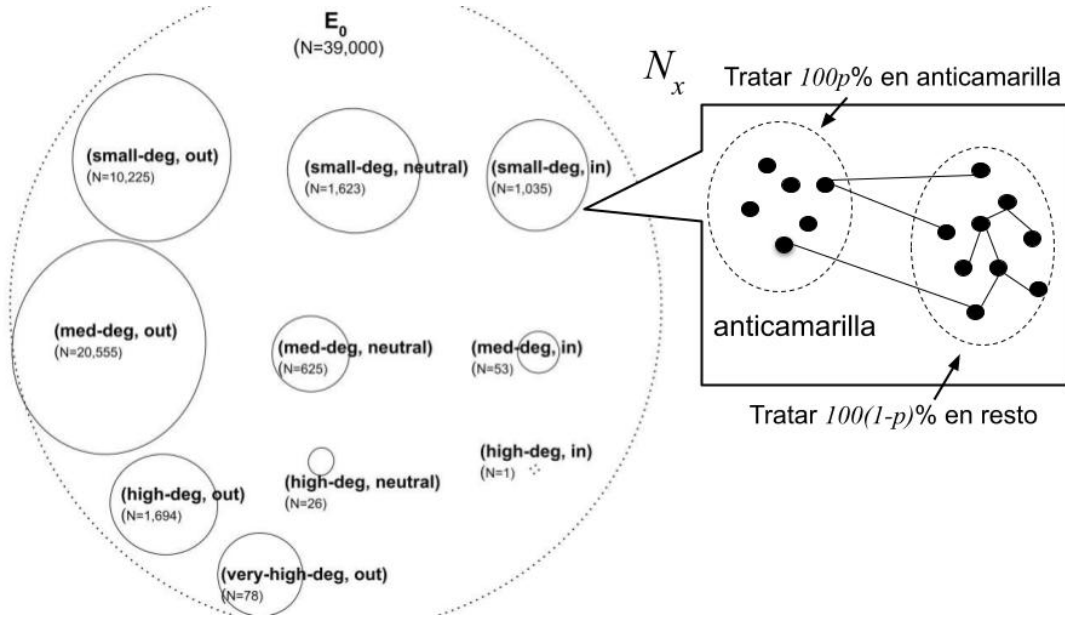 E₀
(N=39,000)
Nₓ
Tratar 100p% en anticamarilla
(small-deg, out)
(N=10,225)
(small-deg, neutral)
(N=1,623)
(small-deg, in)
(N=1,035)
anticamarilla
(med-deg, out)
(N=20,555)
(med-deg, neutral)
(N=625)
(med-deg, in)
(N=53)
Tratar 100(1-p)% en resto
(high-deg, out)
(N=1,694)
(high-deg, neutral)
(N=26)
(high-deg, in)
(N=1)
(very-high-deg, out)
(N=78)